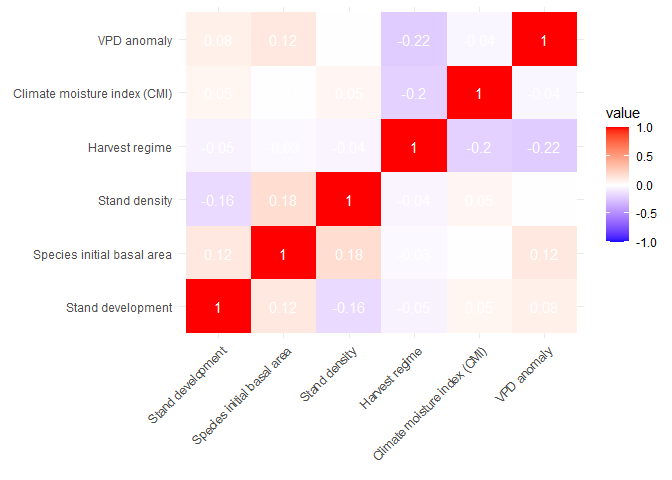 VPD anomaly
0.08
0.12
-0.22
-0.04
1
Climate moisture index (CMI)
0.05
0.05
-0.2
1
-0.04
Harvest regime
-0.05
-0.04
1
-0.2
-0.22
Stand density
-0.16
0.18
1
-0.04
0.05
Species initial basal area
0.12
1
0.18
0.12
Stand development
1
0.12
-0.16
-0.05
0.05
0.08
Stand development
Species initial basal area
Stand density
Harvest regime
Climate moisture index (CMI)
VPD anomaly
value
1.0
0.5
0.0
-0.5
-1.0